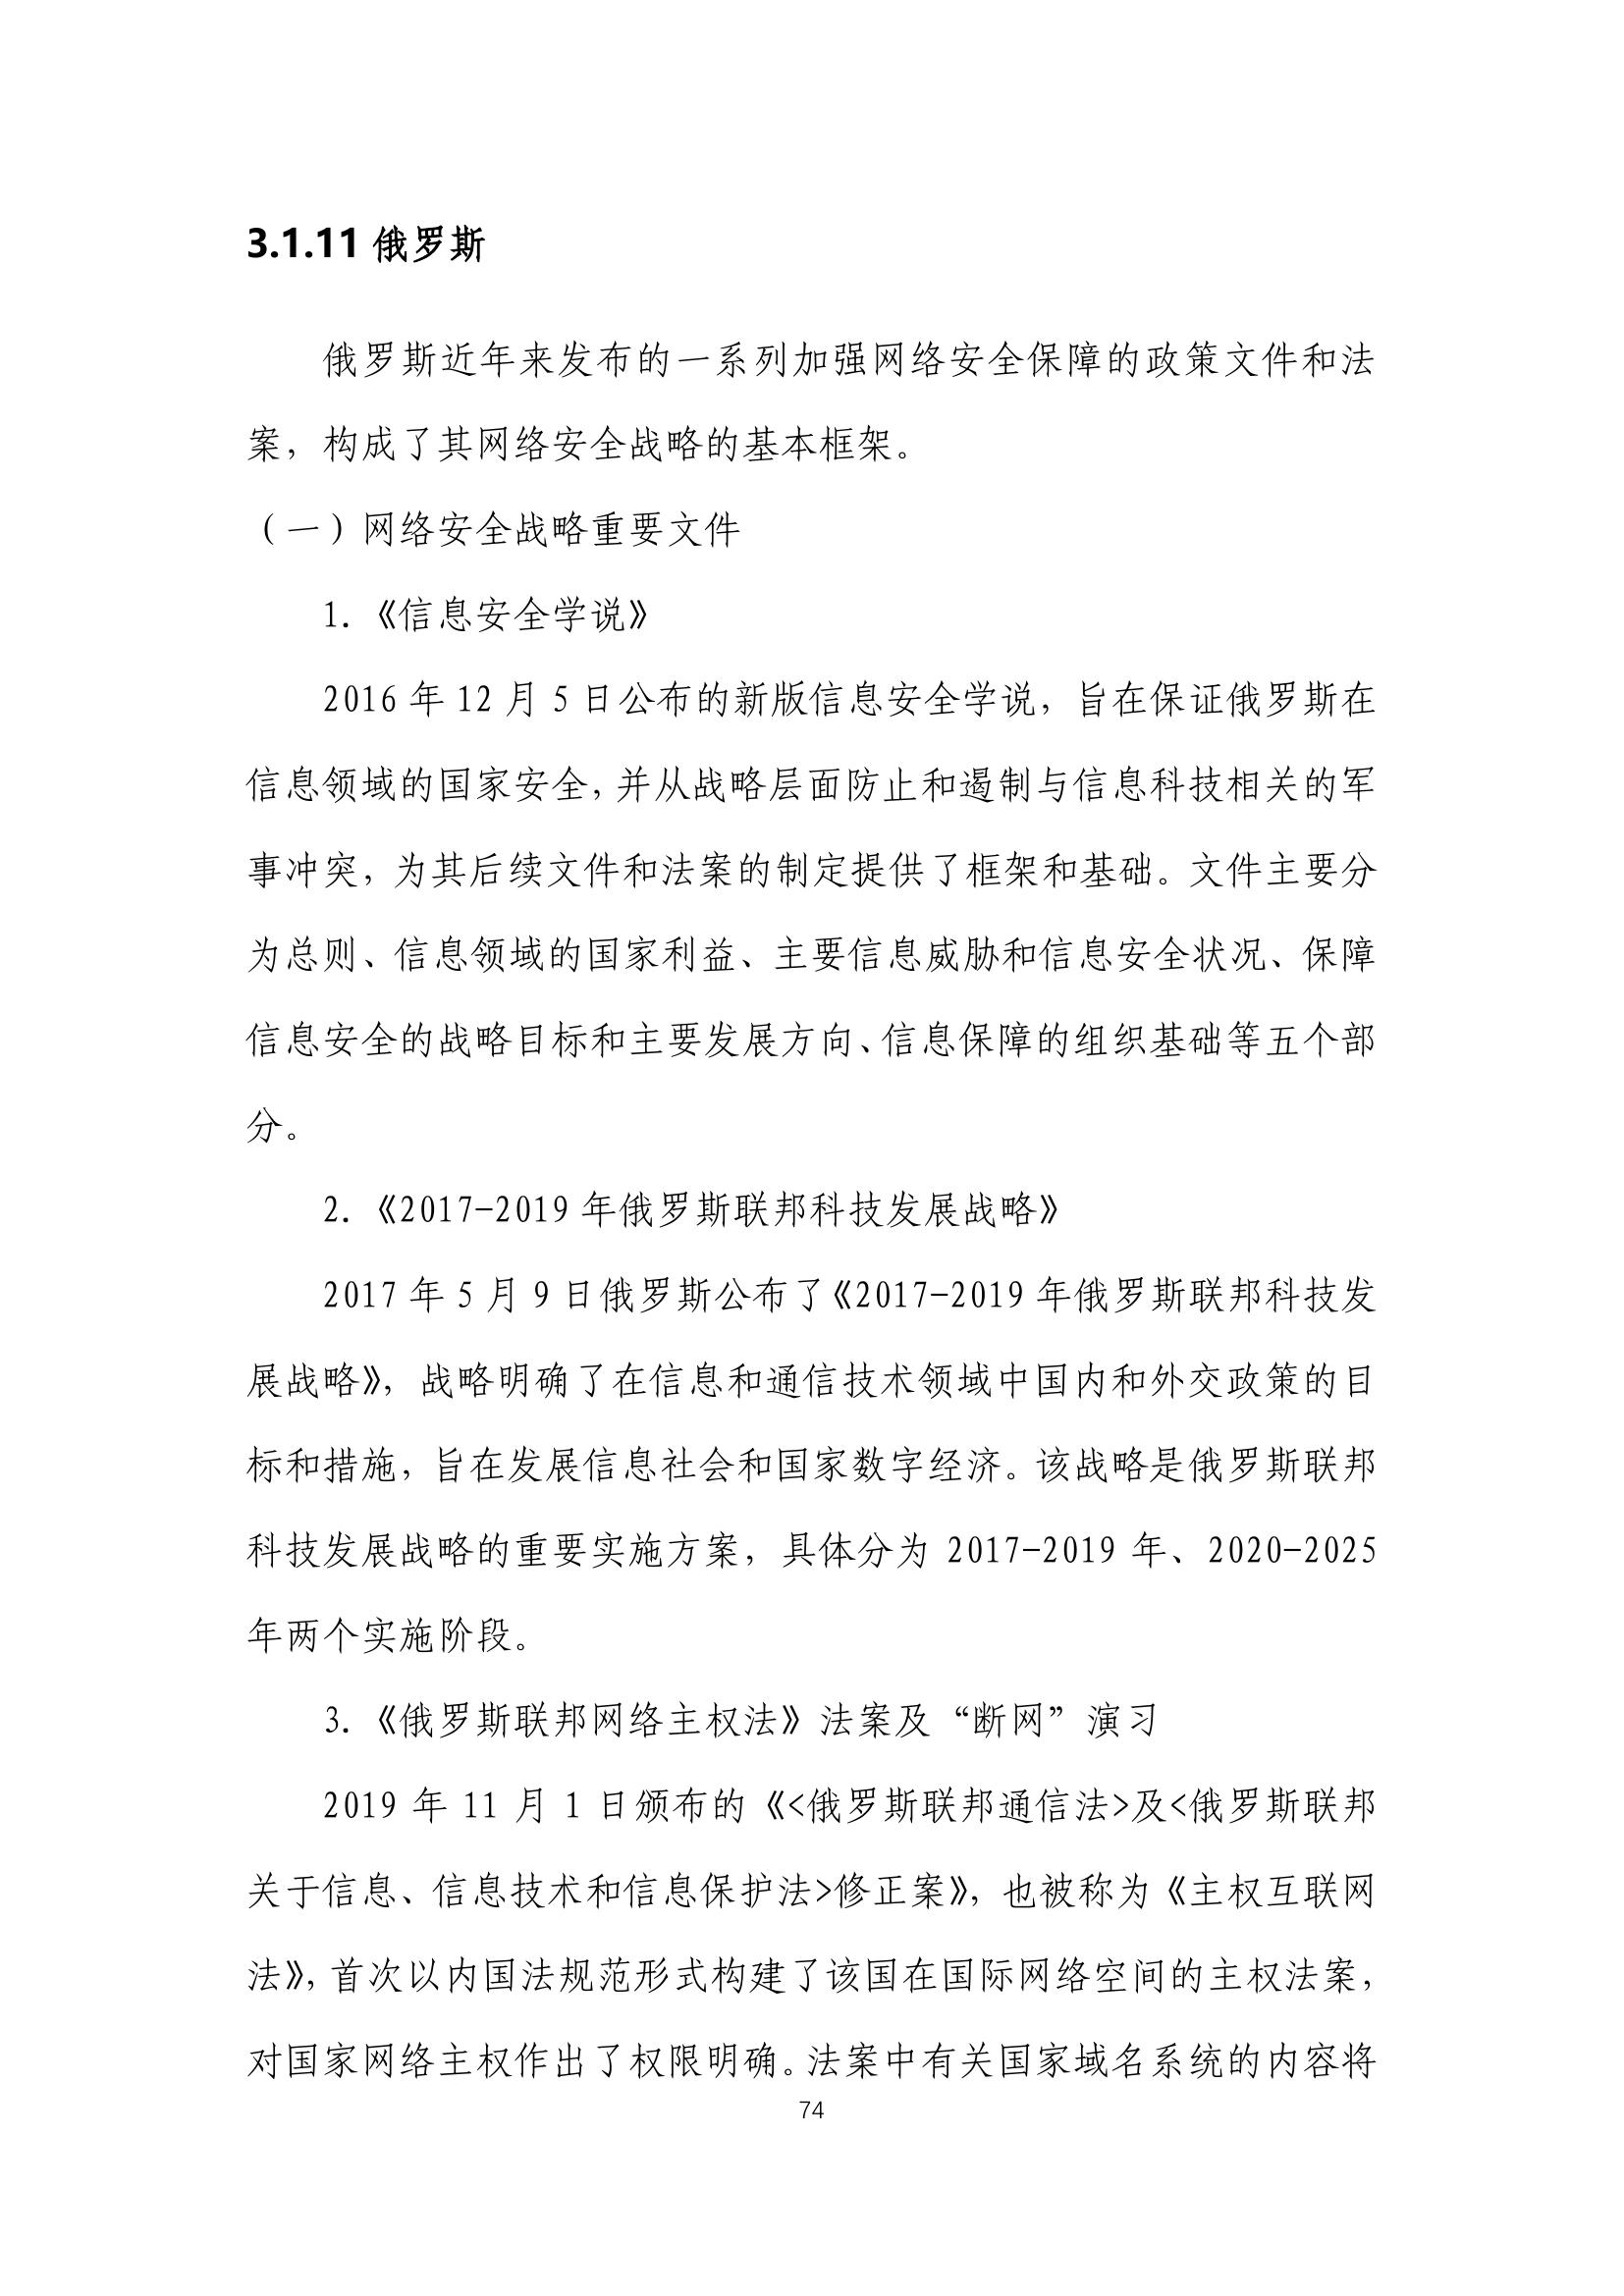 3.1.11 俄罗斯
俄罗斯近年来发布的一系列加强网络安全保障的政策文件和法
案，构成了其网络安全战略的基本框架。
（一）网络安全战略重要文件
1.《信息安全学说》
2016 年 12 月 5 日公布的新版信息安全学说，旨在保证俄罗斯在
信息领域的国家安全，并从战略层面防止和遏制与信息科技相关的军
事冲突，为其后续文件和法案的制定提供了框架和基础。文件主要分
为总则、信息领域的国家利益、主要信息威胁和信息安全状况、保障
信息安全的战略目标和主要发展方向、信息保障的组织基础等五个部
分。
2.《2017-2019 年俄罗斯联邦科技发展战略》
2017 年 5 月 9 日俄罗斯公布了《2017-2019 年俄罗斯联邦科技发
展战略》，战略明确了在信息和通信技术领域中国内和外交政策的目
标和措施，旨在发展信息社会和国家数字经济。该战略是俄罗斯联邦
科技发展战略的重要实施方案，具体分为 2017-2019 年、2020-2025
年两个实施阶段。
3.《俄罗斯联邦网络主权法》法案及“断网”演习
2019 年 11 月 1 日颁布的《<俄罗斯联邦通信法>及<俄罗斯联邦
关于信息、信息技术和信息保护法>修正案》，也被称为《主权互联网
法》，首次以内国法规范形式构建了该国在国际网络空间的主权法案，
对国家网络主权作出了权限明确。法案中有关国家域名系统的内容将
74